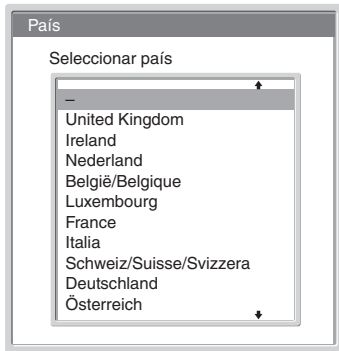 País
Seleccionar país
–
United Kingdom
Ireland
Nederland
België/Belgique
Luxembourg
France
Italia
Schweiz/Suisse/Svizzera
Deutschland
Österreich